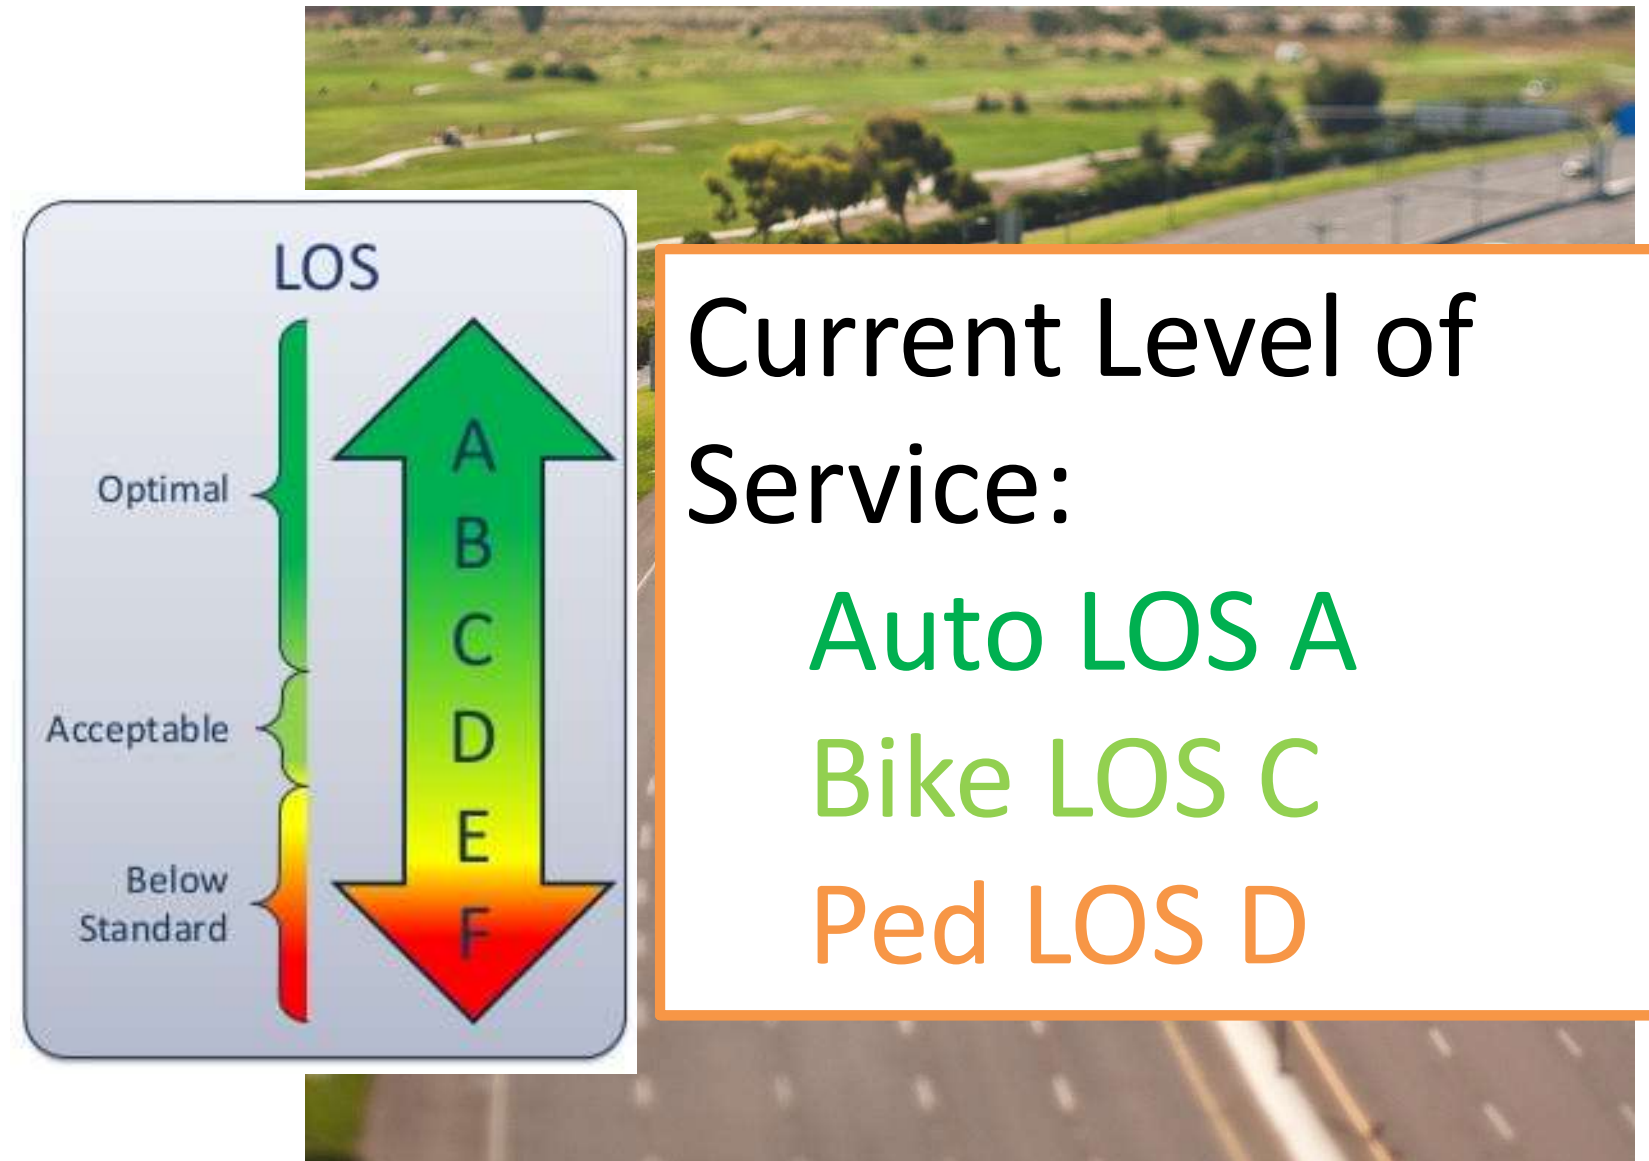 LOS
Optimal
Acceptable
Below
Standard
A
B
C
D
E
F
Current Level of
Service:
Auto LOS A
Bike LOS C
Ped LOS D